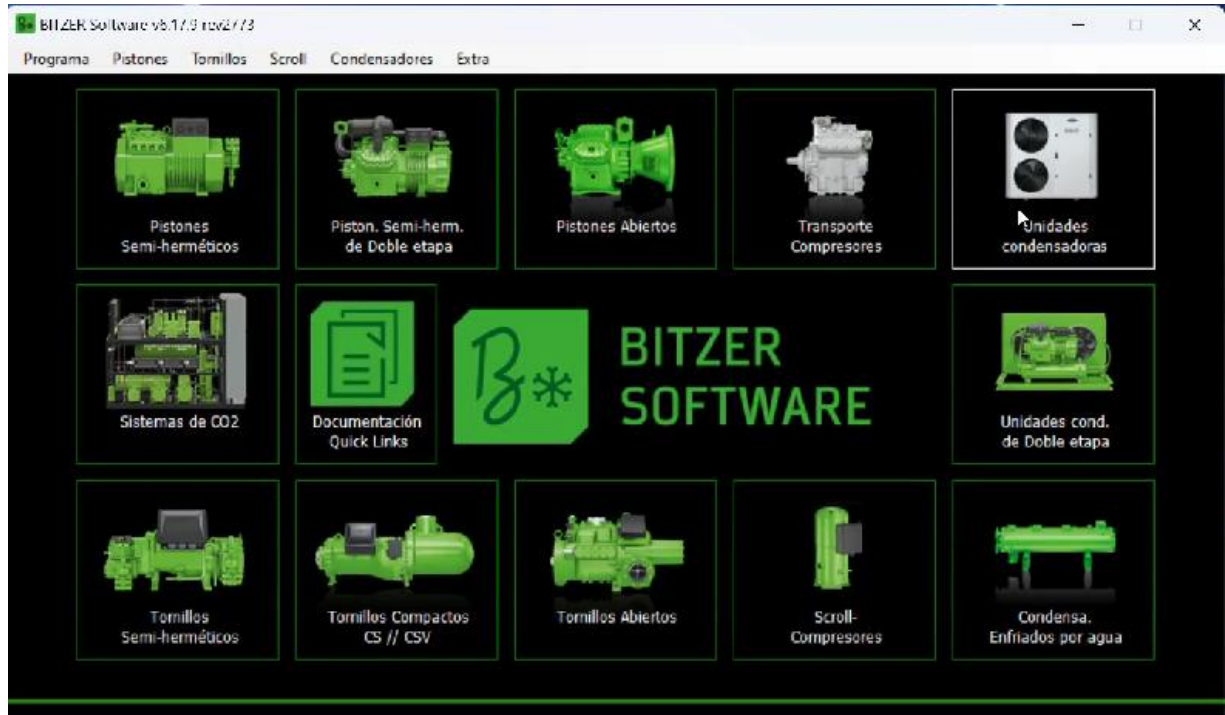 BITZER Software v6.17.9 rev2773
Programa Pistones Tornillos Scroll Condensadores Extra
Pistones
Semi-herméticos
Piston. Semi-herm.
de Doble etapa
Pistones Abiertos
Transporte
Compresores
Unidades
condensadoras
Sistemas de CO2
Documentación
Quick Links
BITZER
SOFTWARE
Unidades cond.
de Doble etapa
Tornillos
Semi-herméticos
Tornillos Compactos
CS // CSV
Tornillos Abiertos
Scroll-
Compresores
Condensa.
Enfriados por agua